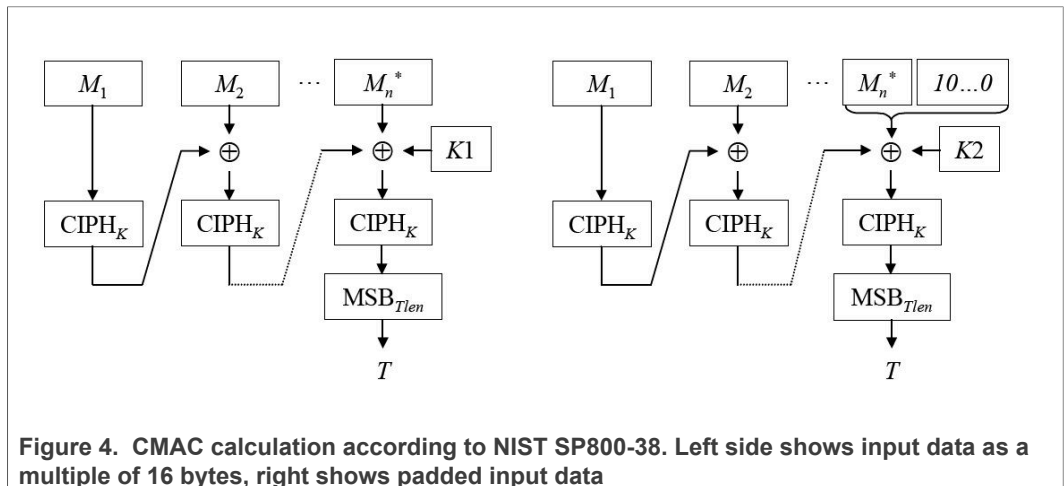 M1 M2 ... Mn* M1 M2 ... Mn* 10...0
⊕ ⊕ K1 ⊕ ⊕ K2
CIPHK CIPHK CIPHK CIPHK CIPHK CIPHK
MSBTlen MSBTlen
T T
Figure 4. CMAC calculation according to NIST SP800-38. Left side shows input data as a
multiple of 16 bytes, right shows padded input data